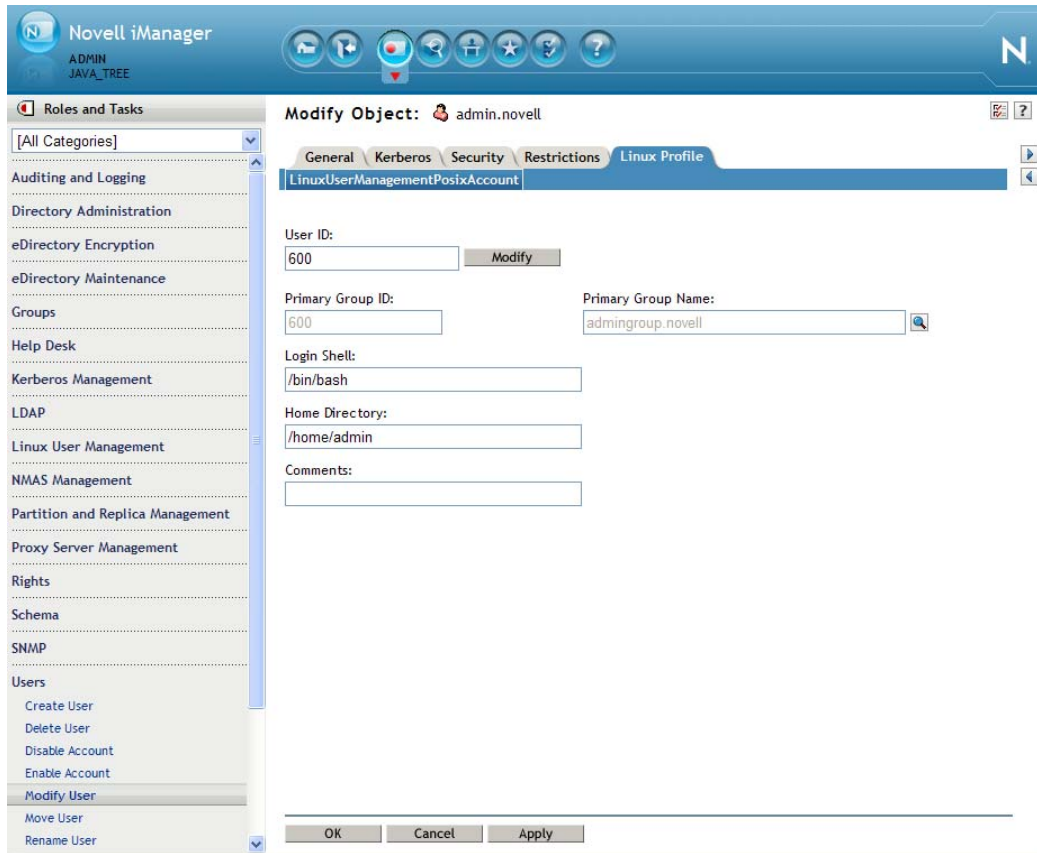 Novell iManager
ADMIN
JAVA_TREE
N
Roles and Tasks
[All Categories]
Auditing and Logging
Directory Administration
eDirectory Encryption
eDirectory Maintenance
Groups
Help Desk
Kerberos Management
LDAP
Linux User Management
NMAS Management
Partition and Replica Management
Proxy Server Management
Rights
Schema
SNMP
Users
Create User
Delete User
Disable Account
Enable Account
Modify User
Move User
Rename User
Modify Object: admin.novell
?
General Kerberos Security Restrictions Linux Profile
LinuxUserManagementPosixAccount
User ID:
600 Modify
Primary Group ID: Primary Group Name:
600 admingroup.novell
Login Shell:
/bin/bash
Home Directory:
/home/admin
Comments:
OK Cancel Apply